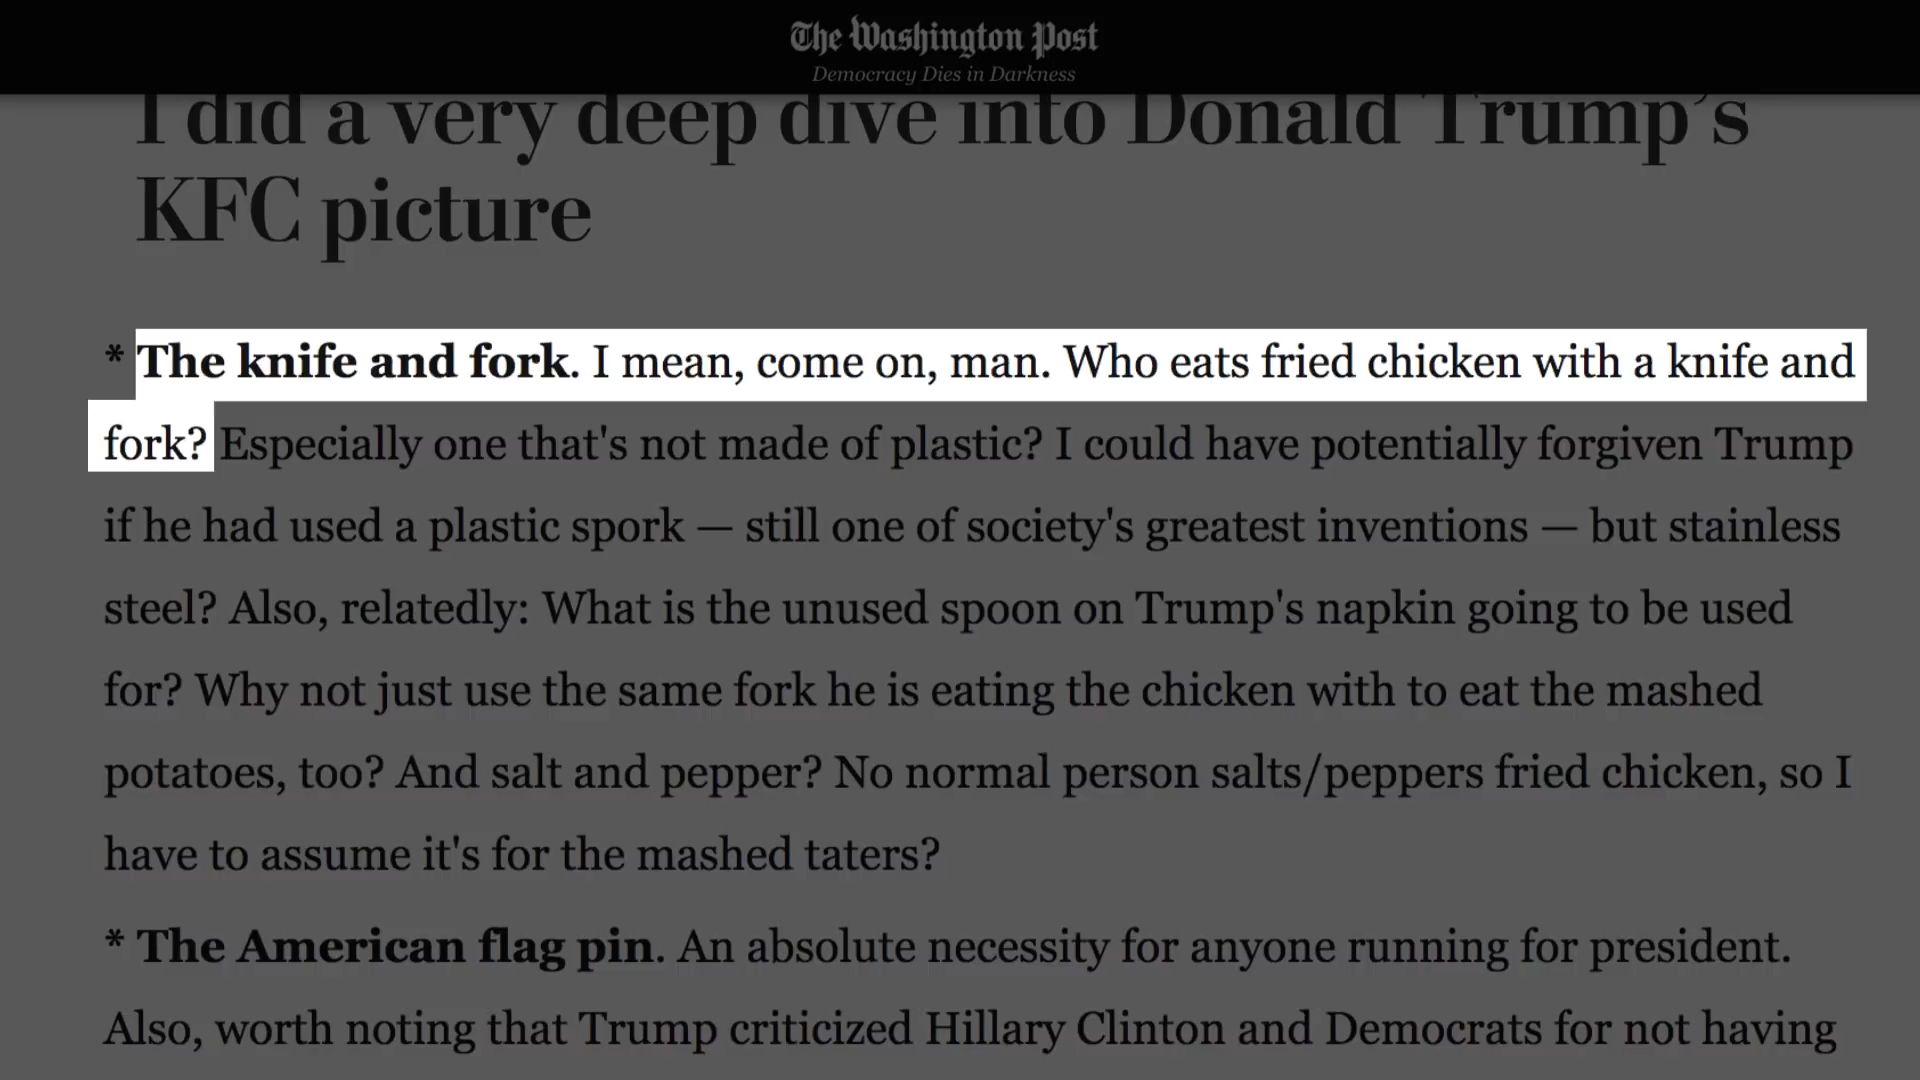 The Washington Post
Democracy Dies in Darkness
I did a very deep dive into Donald Trump’s
KFC picture
* The knife and fork. I mean, come on, man. Who eats fried chicken with a knife and
fork? Especially one that's not made of plastic? I could have potentially forgiven Trump
if he had used a plastic spork — still one of society's greatest inventions — but stainless
steel? Also, relatedly: What is the unused spoon on Trump's napkin going to be used
for? Why not just use the same fork he is eating the chicken with to eat the mashed
potatoes, too? And salt and pepper? No normal person salts/peppers fried chicken, so I
have to assume it's for the mashed taters?
* The American flag pin. An absolute necessity for anyone running for president.
Also, worth noting that Trump criticized Hillary Clinton and Democrats for not having